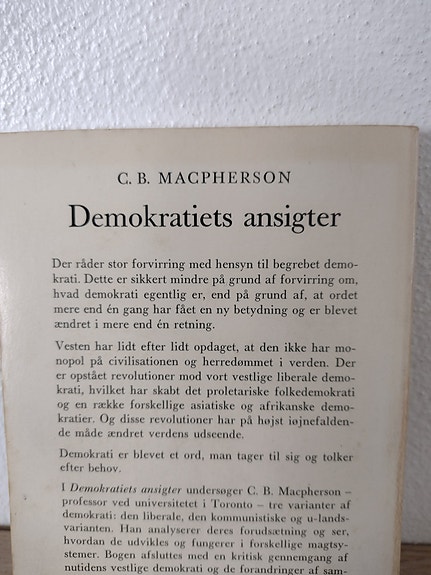 C. B. MACPHERSON
Demokratiets ansigter
Der råder stor forvirring med hensyn til begrebet demo-
krati. Dette er sikkert mindre på grund af forvirring om,
hvad demokrati egentlig er, end på grund af, at ordet
mere end én gang har fået en ny betydning og er blevet
ændret i mere end én retning.
Vesten har lidt efter lidt opdaget, at den ikke har mo-
nopol på civilisationen og herredømmet i verden. Der
er opstået revolutioner mod vort vestlige liberale demo-
krati, hvilket har skabt det proletariske folkedemokrati
og en række forskellige asiatiske og afrikanske demo-
kratier. Og disse revolutioner har på højst iøjnefalden-
de måde ændret verdens udseende.
Demokrati er blevet et ord, man tager til sig og tolker
efter behov.
I Demokratiets ansigter undersøger C. B. Macpherson –
professor ved universitetet i Toronto – tre varianter af
demokrati: den liberale, den kommunistiske og u-lands-
varianten. Han analyserer deres forudsætning og ser,
hvordan de udvikles og fungerer i forskellige magtsy-
stemer. Bogen afsluttes med en kritisk gennemgang af
nutidens vestlige demokrati og de forandringer af sam-